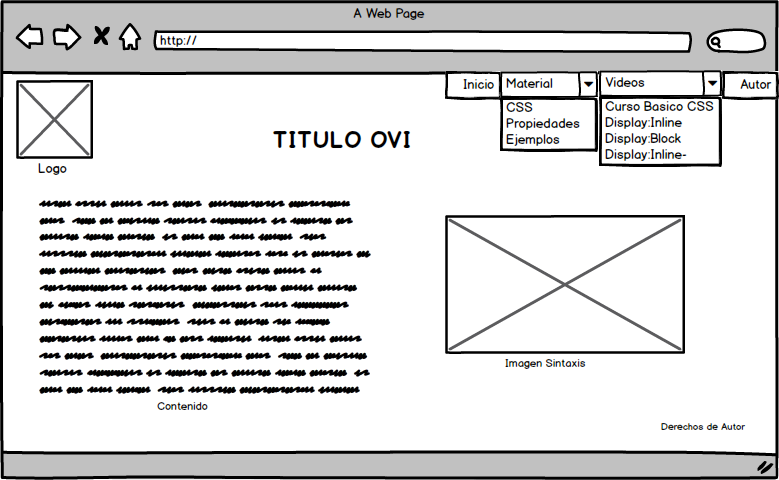 A Web Page
http://
Inicio
Material
Videos
Autor
CSS
Propiedades
Ejemplos
Curso Basico CSS
Display:Inline
Display:Block
Display:Inline-
TITULO OVI
Logo
Contenido
Imagen Sintaxis
Derechos de Autor